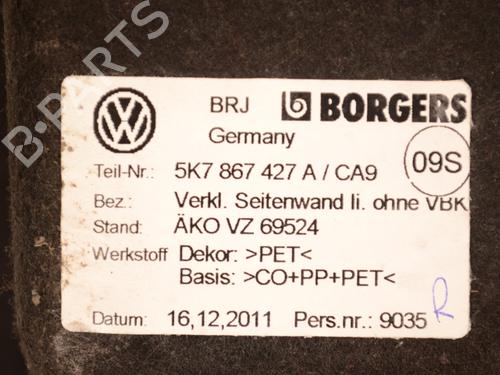 BRJ BORGERS
Germany
09S
Teil-Nr.: 5K7 867 427 A / CA9
Bez.: Verkl. Seitenwand li. ohne VBK
Stand: ÄKO VZ 69524
Werkstoff Dekor: >PET<
Basis: >CO+PP+PET<
R
Datum: 16,12,2011 Pers.nr.: 9035
B-PARTS